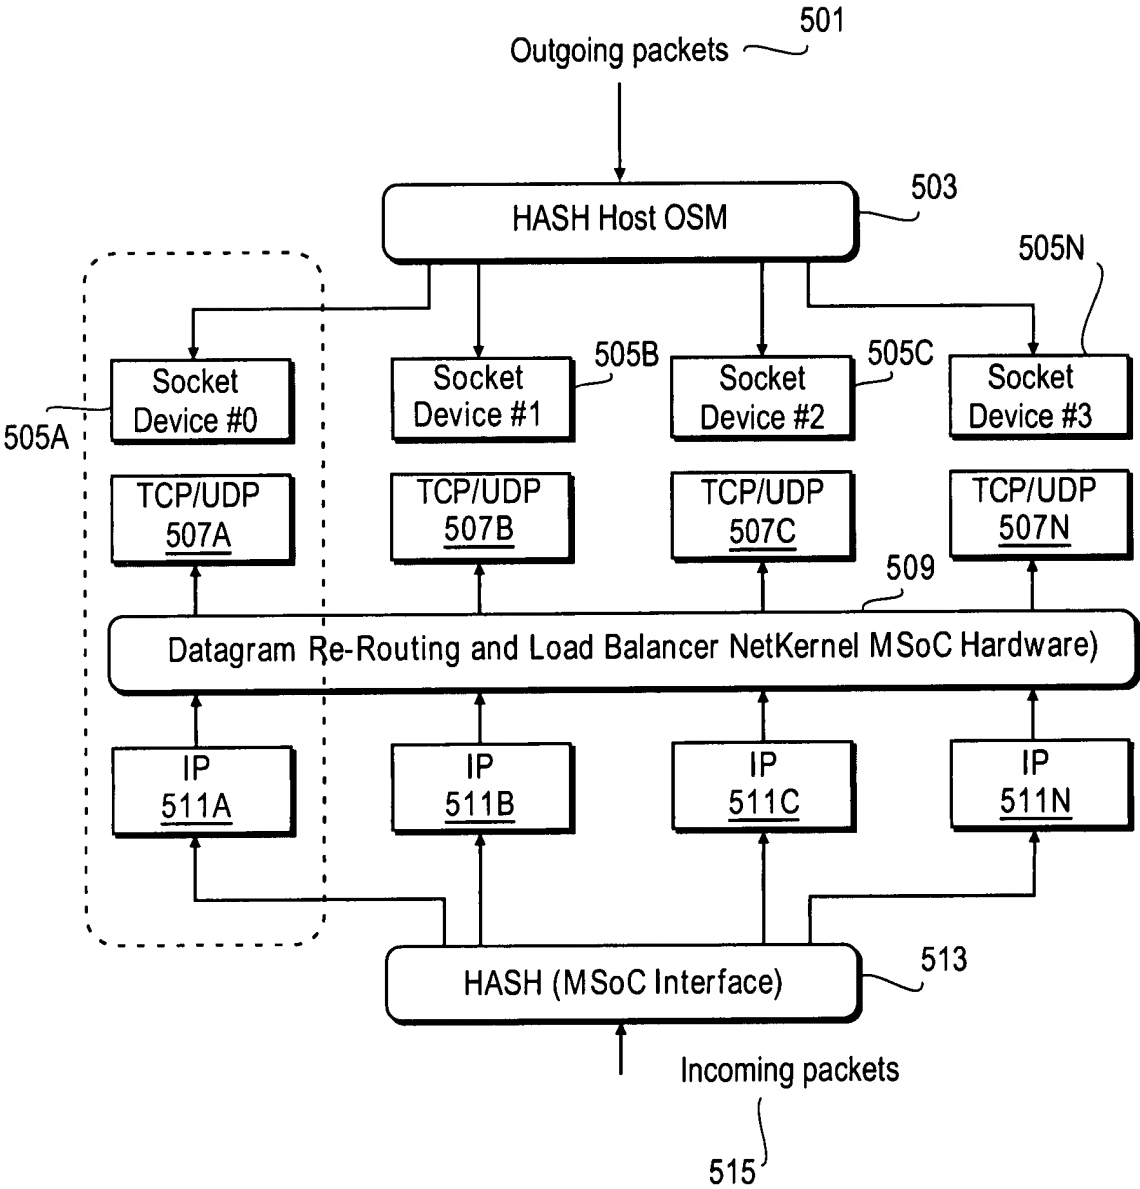 501
Outgoing packets
503
HASH Host OSM
505N
505B
505C
Socket
Device #0
Socket
Device #1
Socket
Device #2
Socket
Device #3
505A
TCP/UDP
507A
TCP/UDP
507B
TCP/UDP
507C
TCP/UDP
507N
509
Datagram Re-Routing and Load Balancer NetKernel MSoC Hardware)
IP
511A
IP
511B
IP
511C
IP
511N
513
HASH (MSoC Interface)
Incoming packets
515